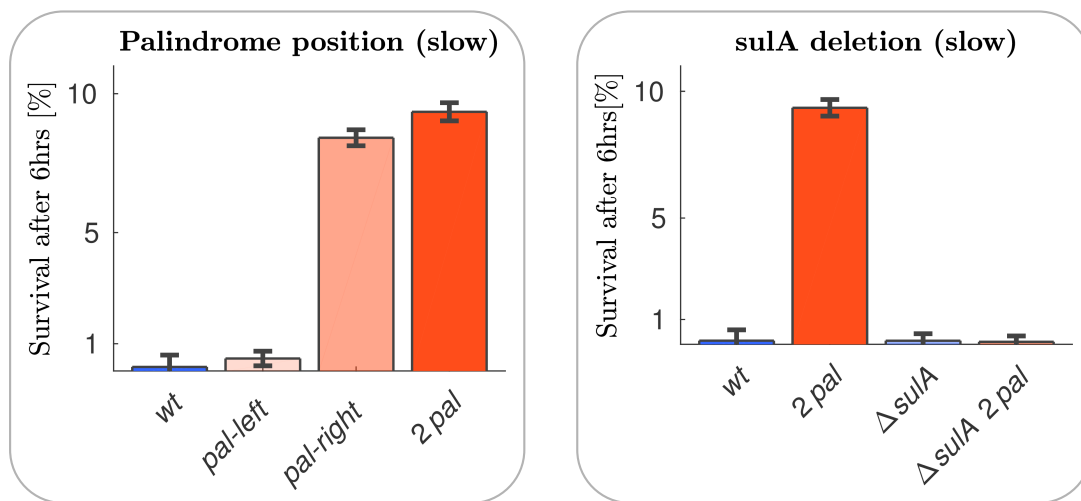 Palindrome position (slow)
Survival after 6hrs [%]
10
5
1
wt
pal-left
pal-right
2 pal
sulA deletion (slow)
Survival after 6hrs[%]
10
5
1
wt
2 pal
ΔsulA
ΔsulA 2 pal